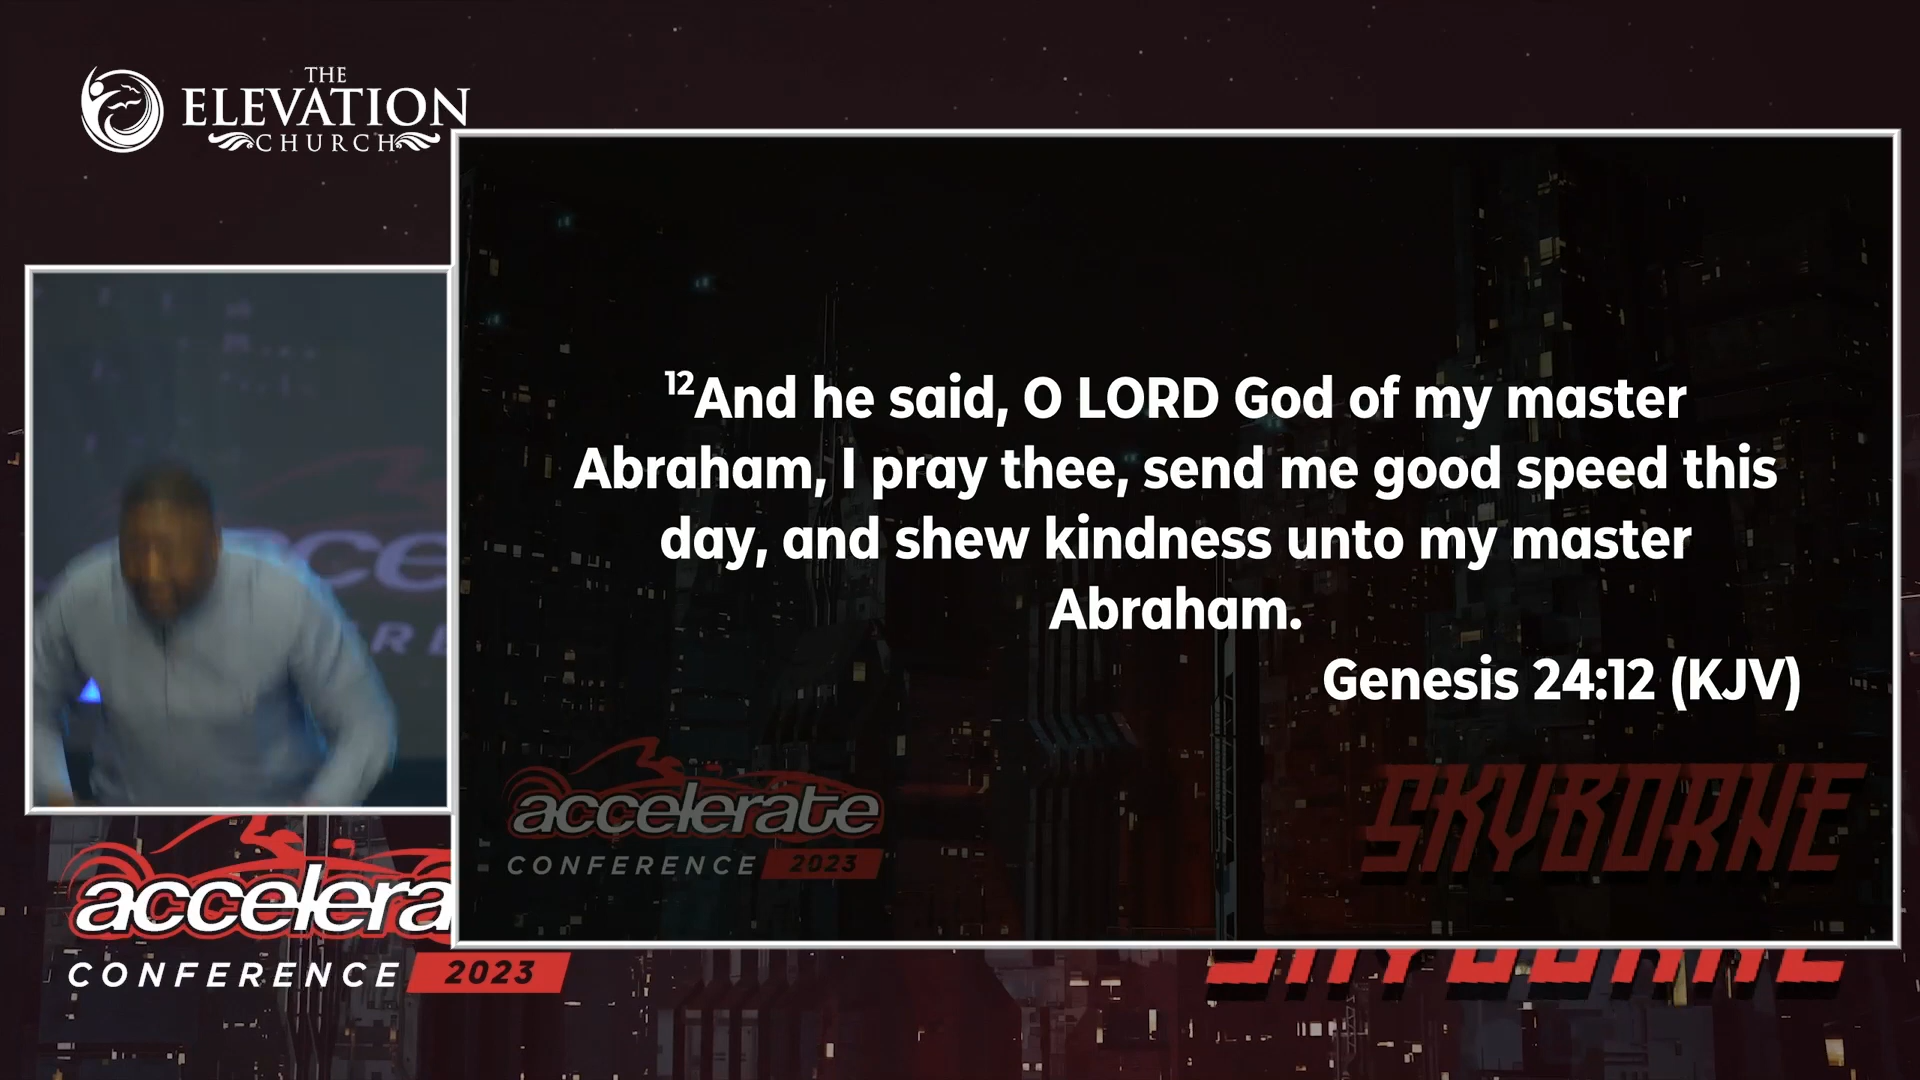 THE
ELEVATION
CHURCH
¹²And he said, O LORD God of my master
Abraham, I pray thee, send me good speed this
day, and shew kindness unto my master
Abraham.
Genesis 24:12 (KJV)
accelerate
CONFERENCE 2023
SKYBORNE
accelera
CONFERENCE 2023
SKYBORNE